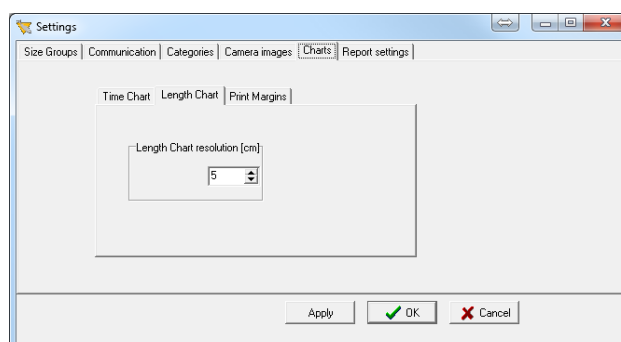 Settings
Size Groups Communication Categories Camera images Charts Report settings
Time Chart Length Chart Print Margins
Length Chart resolution [cm]
5
Apply OK Cancel